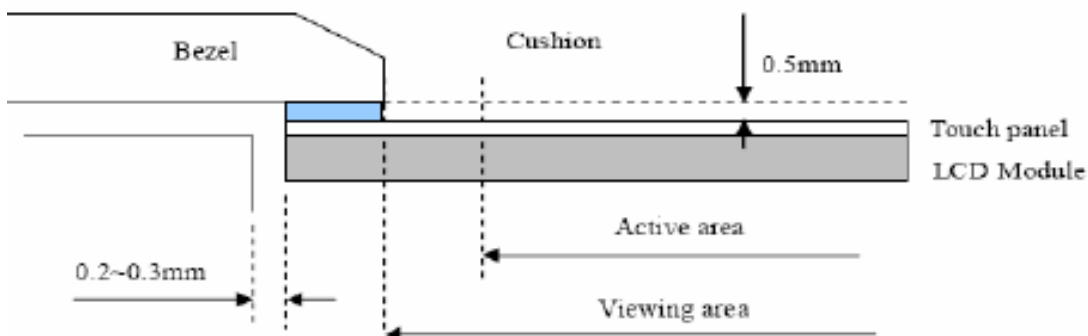 Cushion
Bezel
0.5mm
Touch panel
LCD Module
Active area
0.2~0.3mm
Viewing area